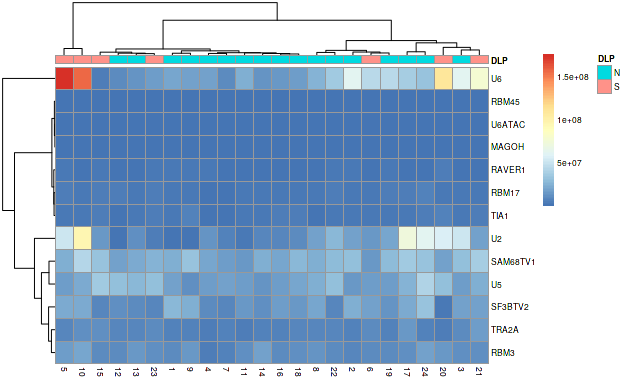 DLP
U6
RBM45
U6ATAC
MAGOH
RAVER1
RBM17
TIA1
U2
SAM68TV1
U5
SF3BTV2
TRA2A
RBM3
5 10 15 12 13 23 1 9 4 7 11 14 16 18 8 22 2 6 19 17 24 20 3 21
1.5e+08
1e+08
5e+07
DLP
N
S